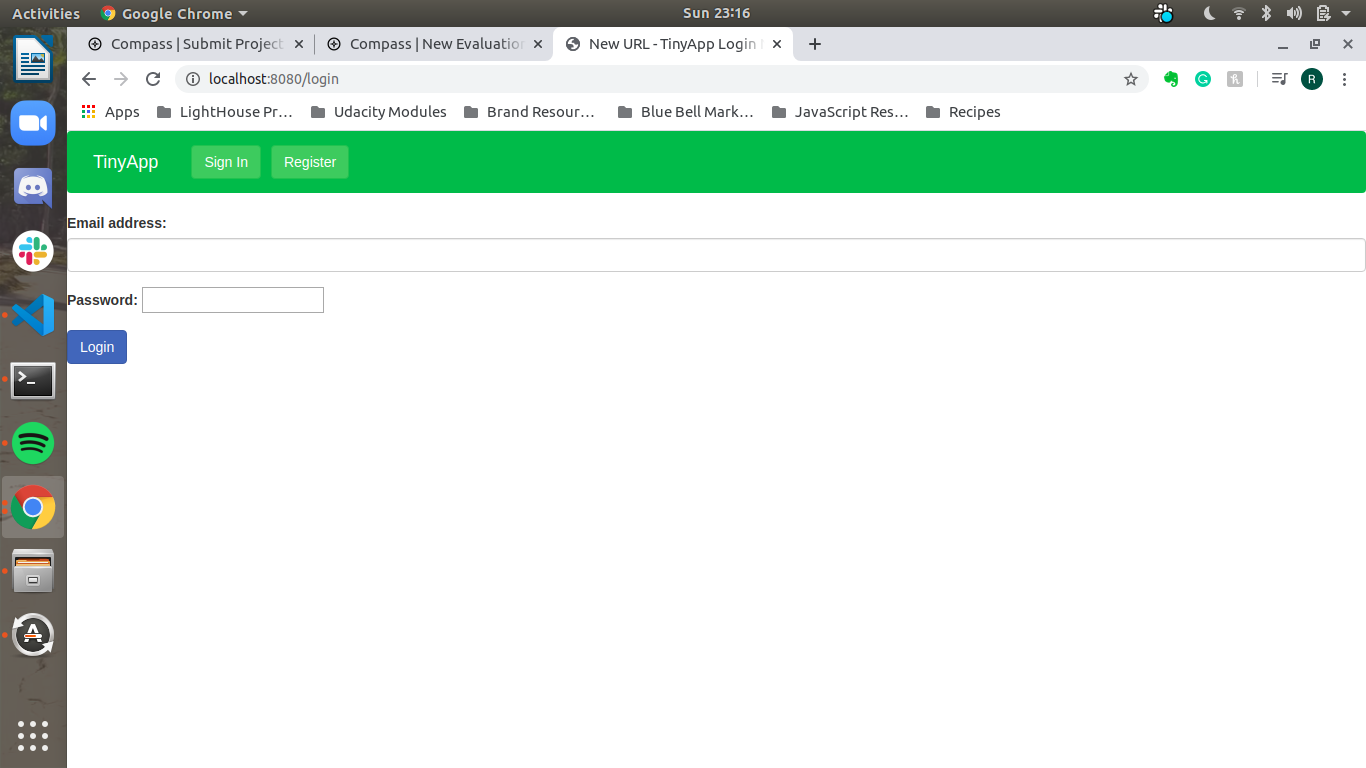 Activities Google Chrome Sun 23:16
Compass | Submit Project Compass | New Evaluation New URL - TinyApp Login
localhost:8080/login R
Apps LightHouse Pr… Udacity Modules Brand Resour… Blue Bell Mark… JavaScript Res… Recipes
TinyApp Sign In Register
Email address:
Password:
Login